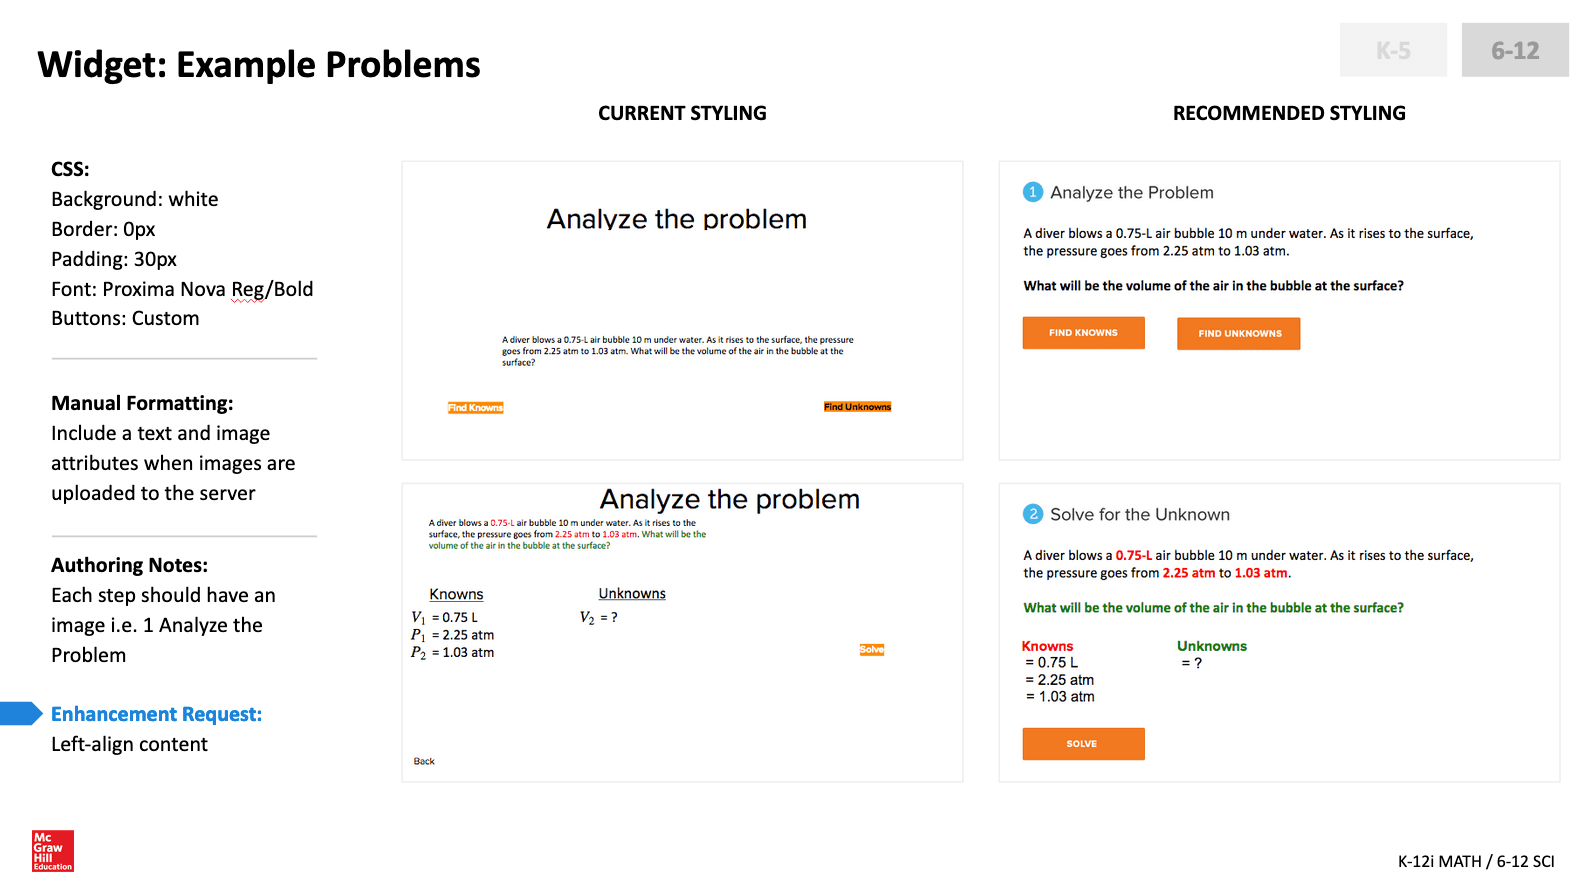 Widget: Example Problems
K-5
6-12
CURRENT STYLING
RECOMMENDED STYLING
CSS:
Background: white
Border: 0px
Padding: 30px
Font: Proxima Nova Reg/Bold
Buttons: Custom
Manual Formatting:
Include a text and image
attributes when images are
uploaded to the server
Authoring Notes:
Each step should have an
image i.e. 1 Analyze the
Problem
Enhancement Request:
Left-align content
Analyze the problem
A diver blows a 0.75-L air bubble 10 m under water. As it rises to the surface, the pressure
goes from 2.25 atm to 1.03 atm. What will be the volume of the air in the bubble at the
surface?
Find Knowns
Find Unknowns
Analyze the problem
A diver blows a 0.75-L air bubble 10 m under water. As it rises to the
surface, the pressure goes from 2.25 atm to 1.03 atm. What will be the
volume of the air in the bubble at the surface?
Knowns
Unknowns
V₁ = 0.75 L
V₂ = ?
P₁ = 2.25 atm
P₂ = 1.03 atm
Solve
Back
1 Analyze the Problem
A diver blows a 0.75-L air bubble 10 m under water. As it rises to the surface,
the pressure goes from 2.25 atm to 1.03 atm.
What will be the volume of the air in the bubble at the surface?
FIND KNOWNS
FIND UNKNOWNS
2 Solve for the Unknown
A diver blows a 0.75-L air bubble 10 m under water. As it rises to the surface,
the pressure goes from 2.25 atm to 1.03 atm.
What will be the volume of the air in the bubble at the surface?
Knowns
Unknowns
= 0.75 L
= ?
= 2.25 atm
= 1.03 atm
SOLVE
Mc
Graw
Hill
Education
K-12i MATH / 6-12 SCI